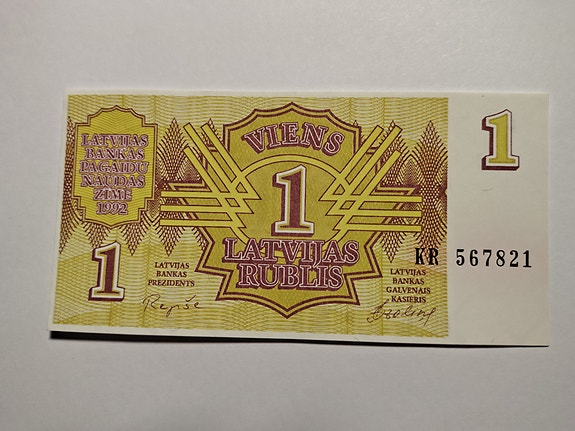 LATVIJAS
BANKAS
PAGAIDU
NAUDAS
ZĪME
1992
VIENS
1
LATVIJAS
RUBLIS
1
1
LATVIJAS
BANKAS
PREZIDENTS
Repše
LATVIJAS
BANKAS
GALVENAIS
KASIERIS
KR 567821